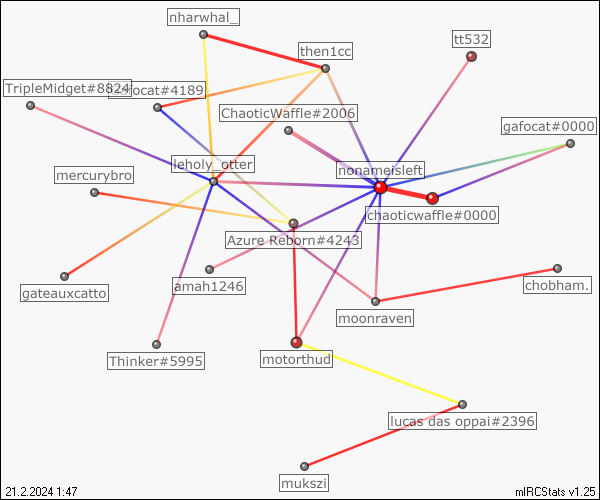 nharwhal_
tt532
then1cc
TripleMidget#8824
focat#4189
ChaoticWaffle#2006
gafocat#0000
leholy_otter
nonameisleft
mercurybro
chaoticwaffle#0000
Azure Reborn#4243
amah1246
chobham.
gateauxcatto
moonraven
Thinker#5995
motorthud
lucas das oppai#2396
mukszi
21.2.2024 1:47
mIRCStats v1.25